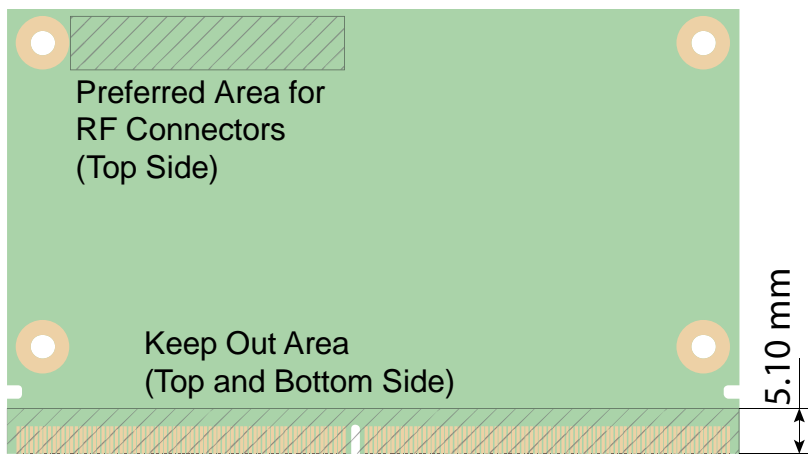 Preferred Area for
RF Connectors
(Top Side)
Keep Out Area
(Top and Bottom Side)
5.10 mm